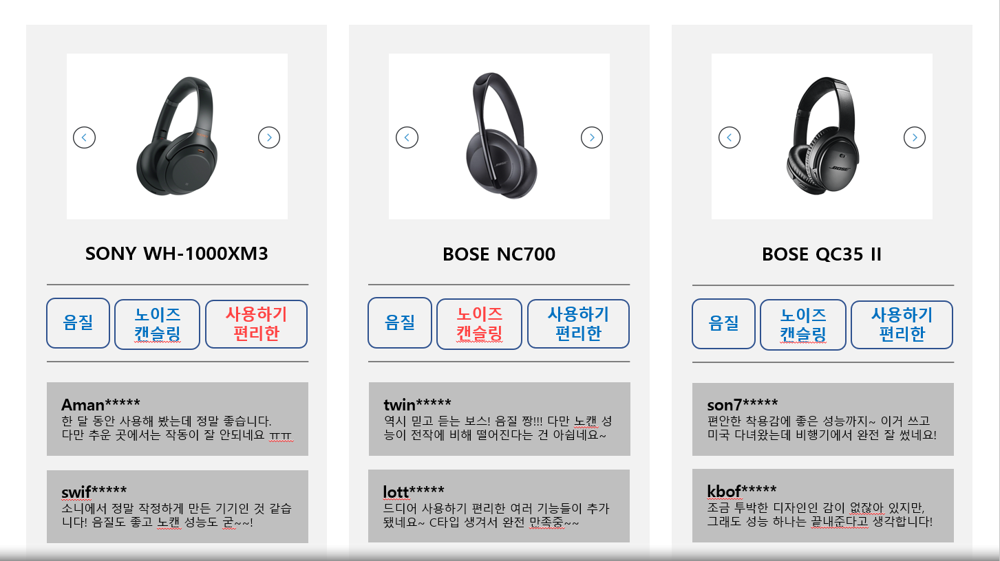 SONY WH-1000XM3
음질
노이즈
캔슬링
사용하기
편리한
Aman*****
한 달 동안 사용해 봤는데 정말 좋습니다.
다만 추운 곳에서는 작동이 잘 안되네요 ㅠㅠ
swif*****
소니에서 정말 작정하게 만든 기기인 것 같습
니다! 음질도 좋고 노캔 성능도 굳~~!
BOSE
BOSE NC700
음질
노이즈
캔슬링
사용하기
편리한
twin*****
역시 믿고 듣는 보스! 음질 짱!!! 다만 노캔 성
능이 전작에 비해 떨어진다는 건 아쉽네요~
lott*****
드디어 사용하기 편리한 여러 기능들이 추가
됐네요~ C타입 생겨서 완전 만족중~~
BOSE
BOSE QC35 II
음질
노이즈
캔슬링
사용하기
편리한
son7*****
편안한 착용감에 좋은 성능까지~ 이거 쓰고
미국 다녀왔는데 비행기에서 완전 잘 썼네요!
kbof*****
조금 투박한 디자인인 감이 없잖아 있지만,
그래도 성능 하나는 끝내준다고 생각합니다!